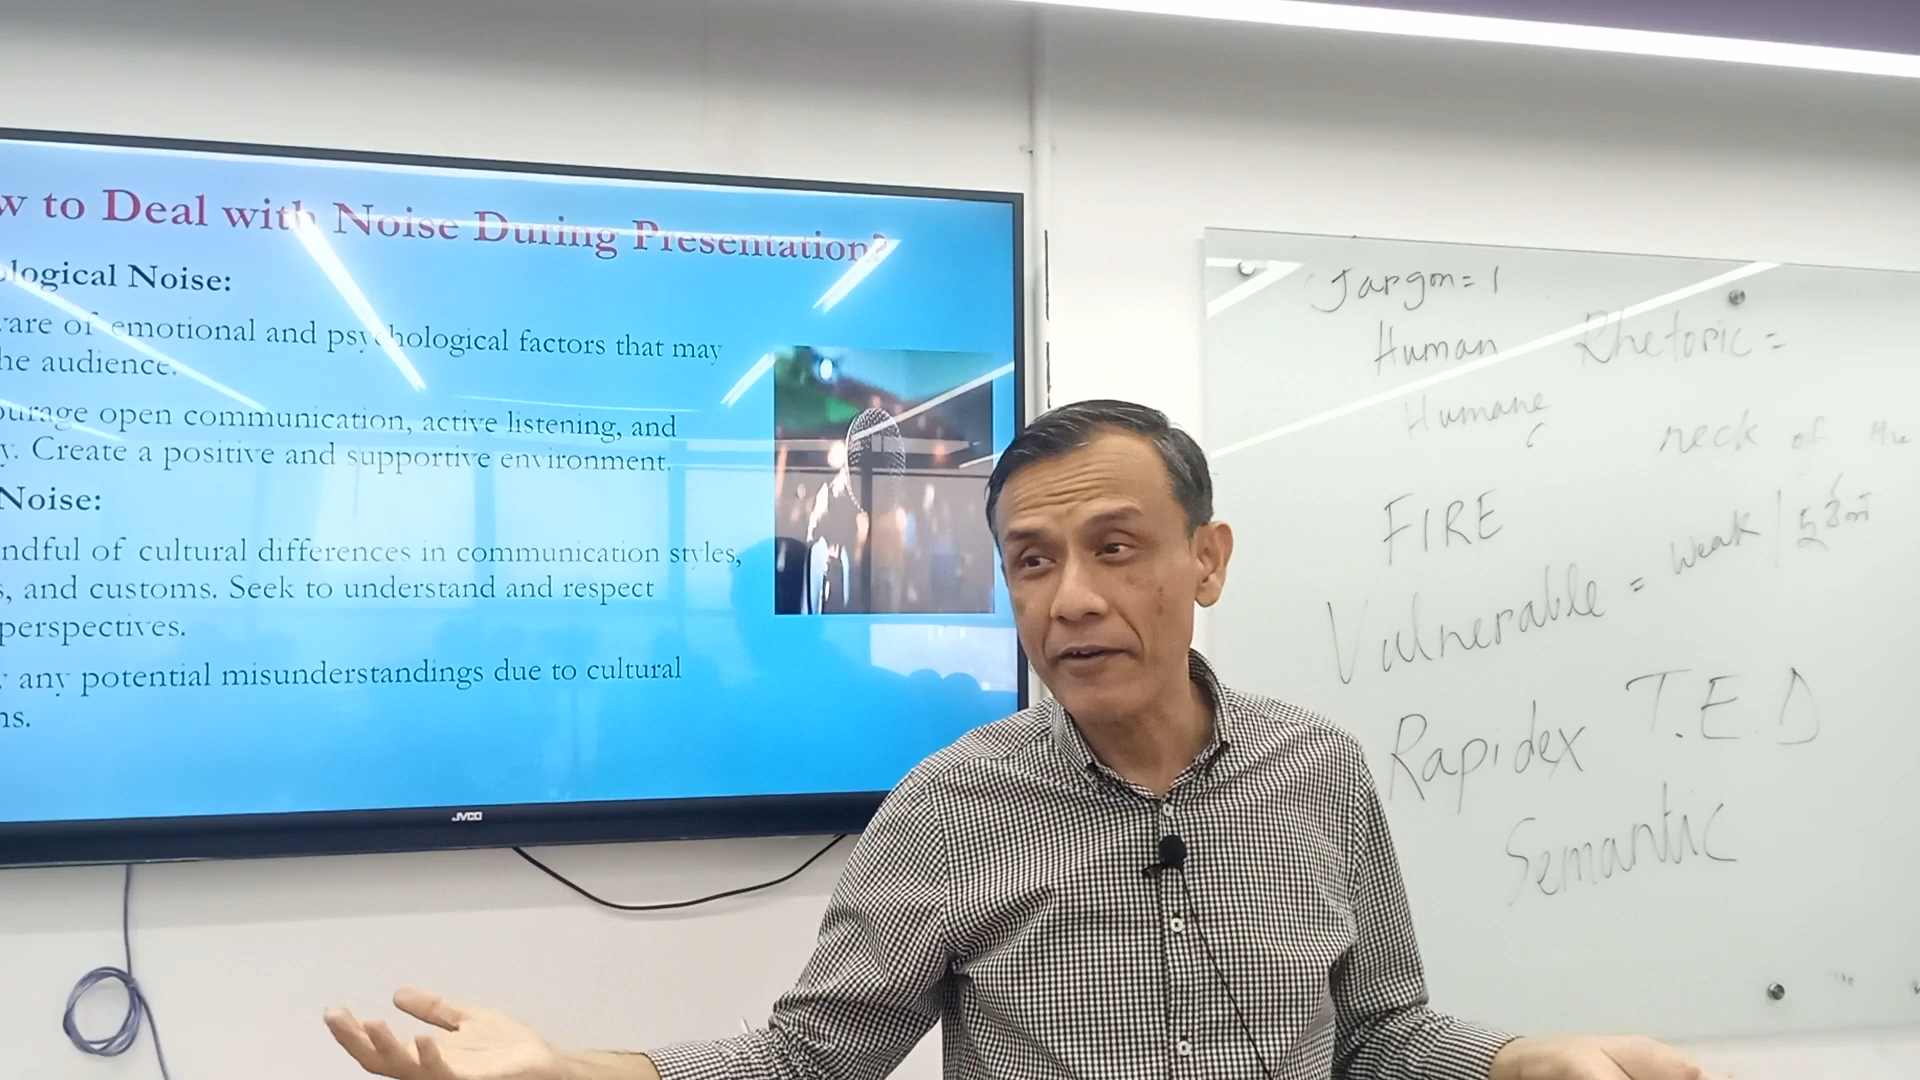 w to Deal with Noise During Presentation?
logical Noise:
are of emotional and psychological factors that may
he audience.
ourage open communication, active listening, and
y. Create a positive and supportive environment.
Noise:
ndful of cultural differences in communication styles,
s, and customs. Seek to understand and respect
perspectives.
any potential misunderstandings due to cultural
ns.
JVCO
Jargon = 1
Human Rhetoric =
Humane
neck of the
FIRE
Vulnerable = weak /
Rapidex T.E.D
Semantic